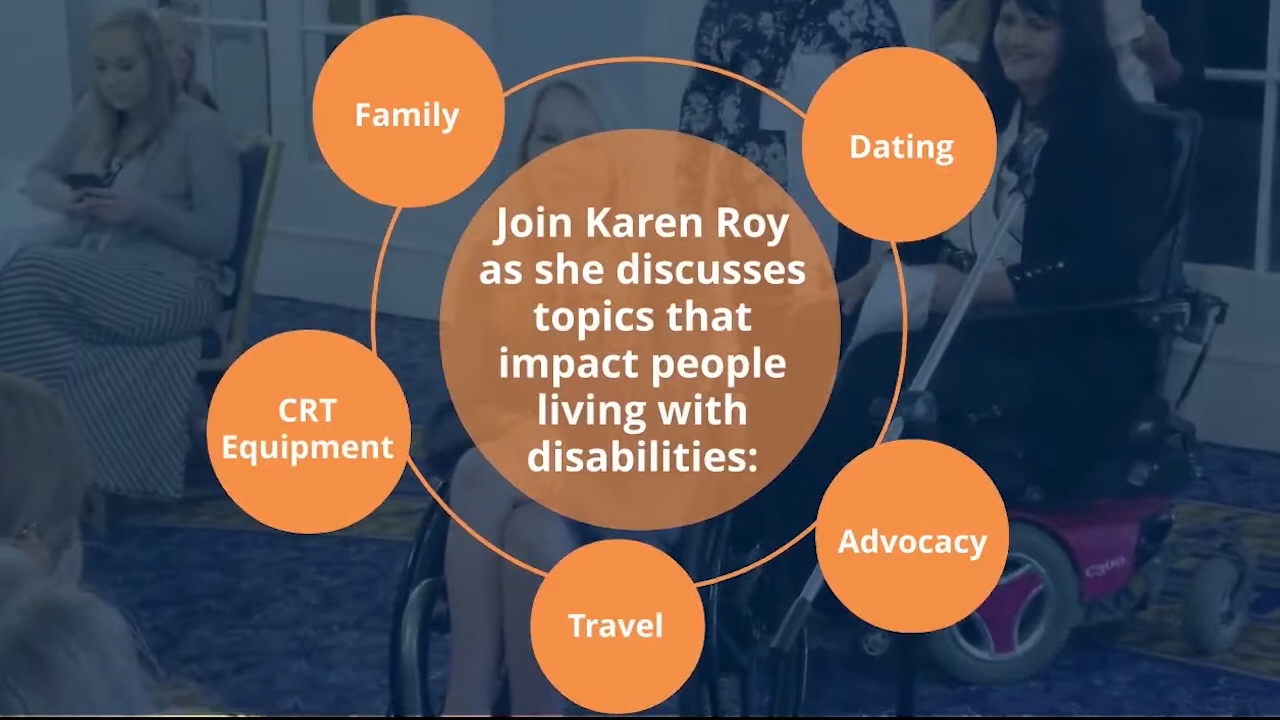 Family
Dating
Join Karen Roy
as she discusses
topics that
impact people
living with
disabilities:
CRT
Equipment
Advocacy
Travel
C300